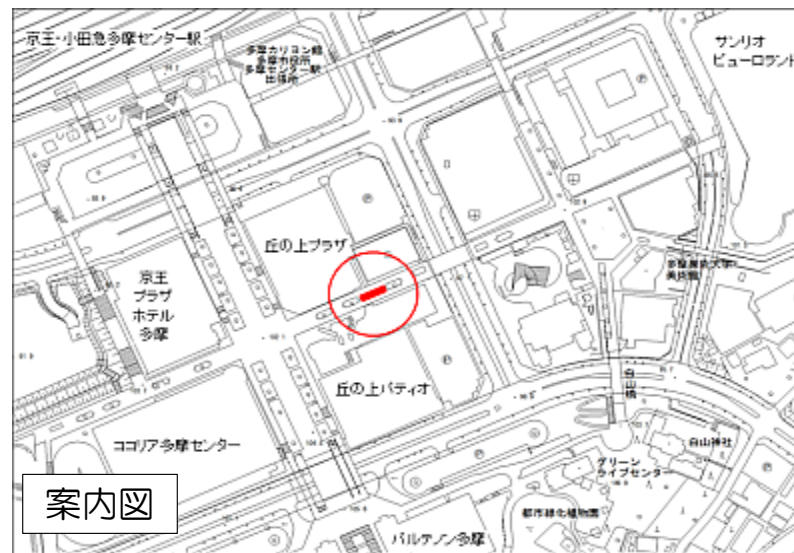 京王・小田急多摩センター駅
多摩カリヨン館
多摩市役所
多摩センター駅
出張所
サンリオ
ピューロランド
丘の上プラザ
京王
プラザ
ホテル
多摩
多摩美術大学
美術館
丘の上パティオ
白山橋
ココリア多摩センター
白山神社
グリーン
ライブセンター
都市緑化植物園
パルテノン多摩
案内図